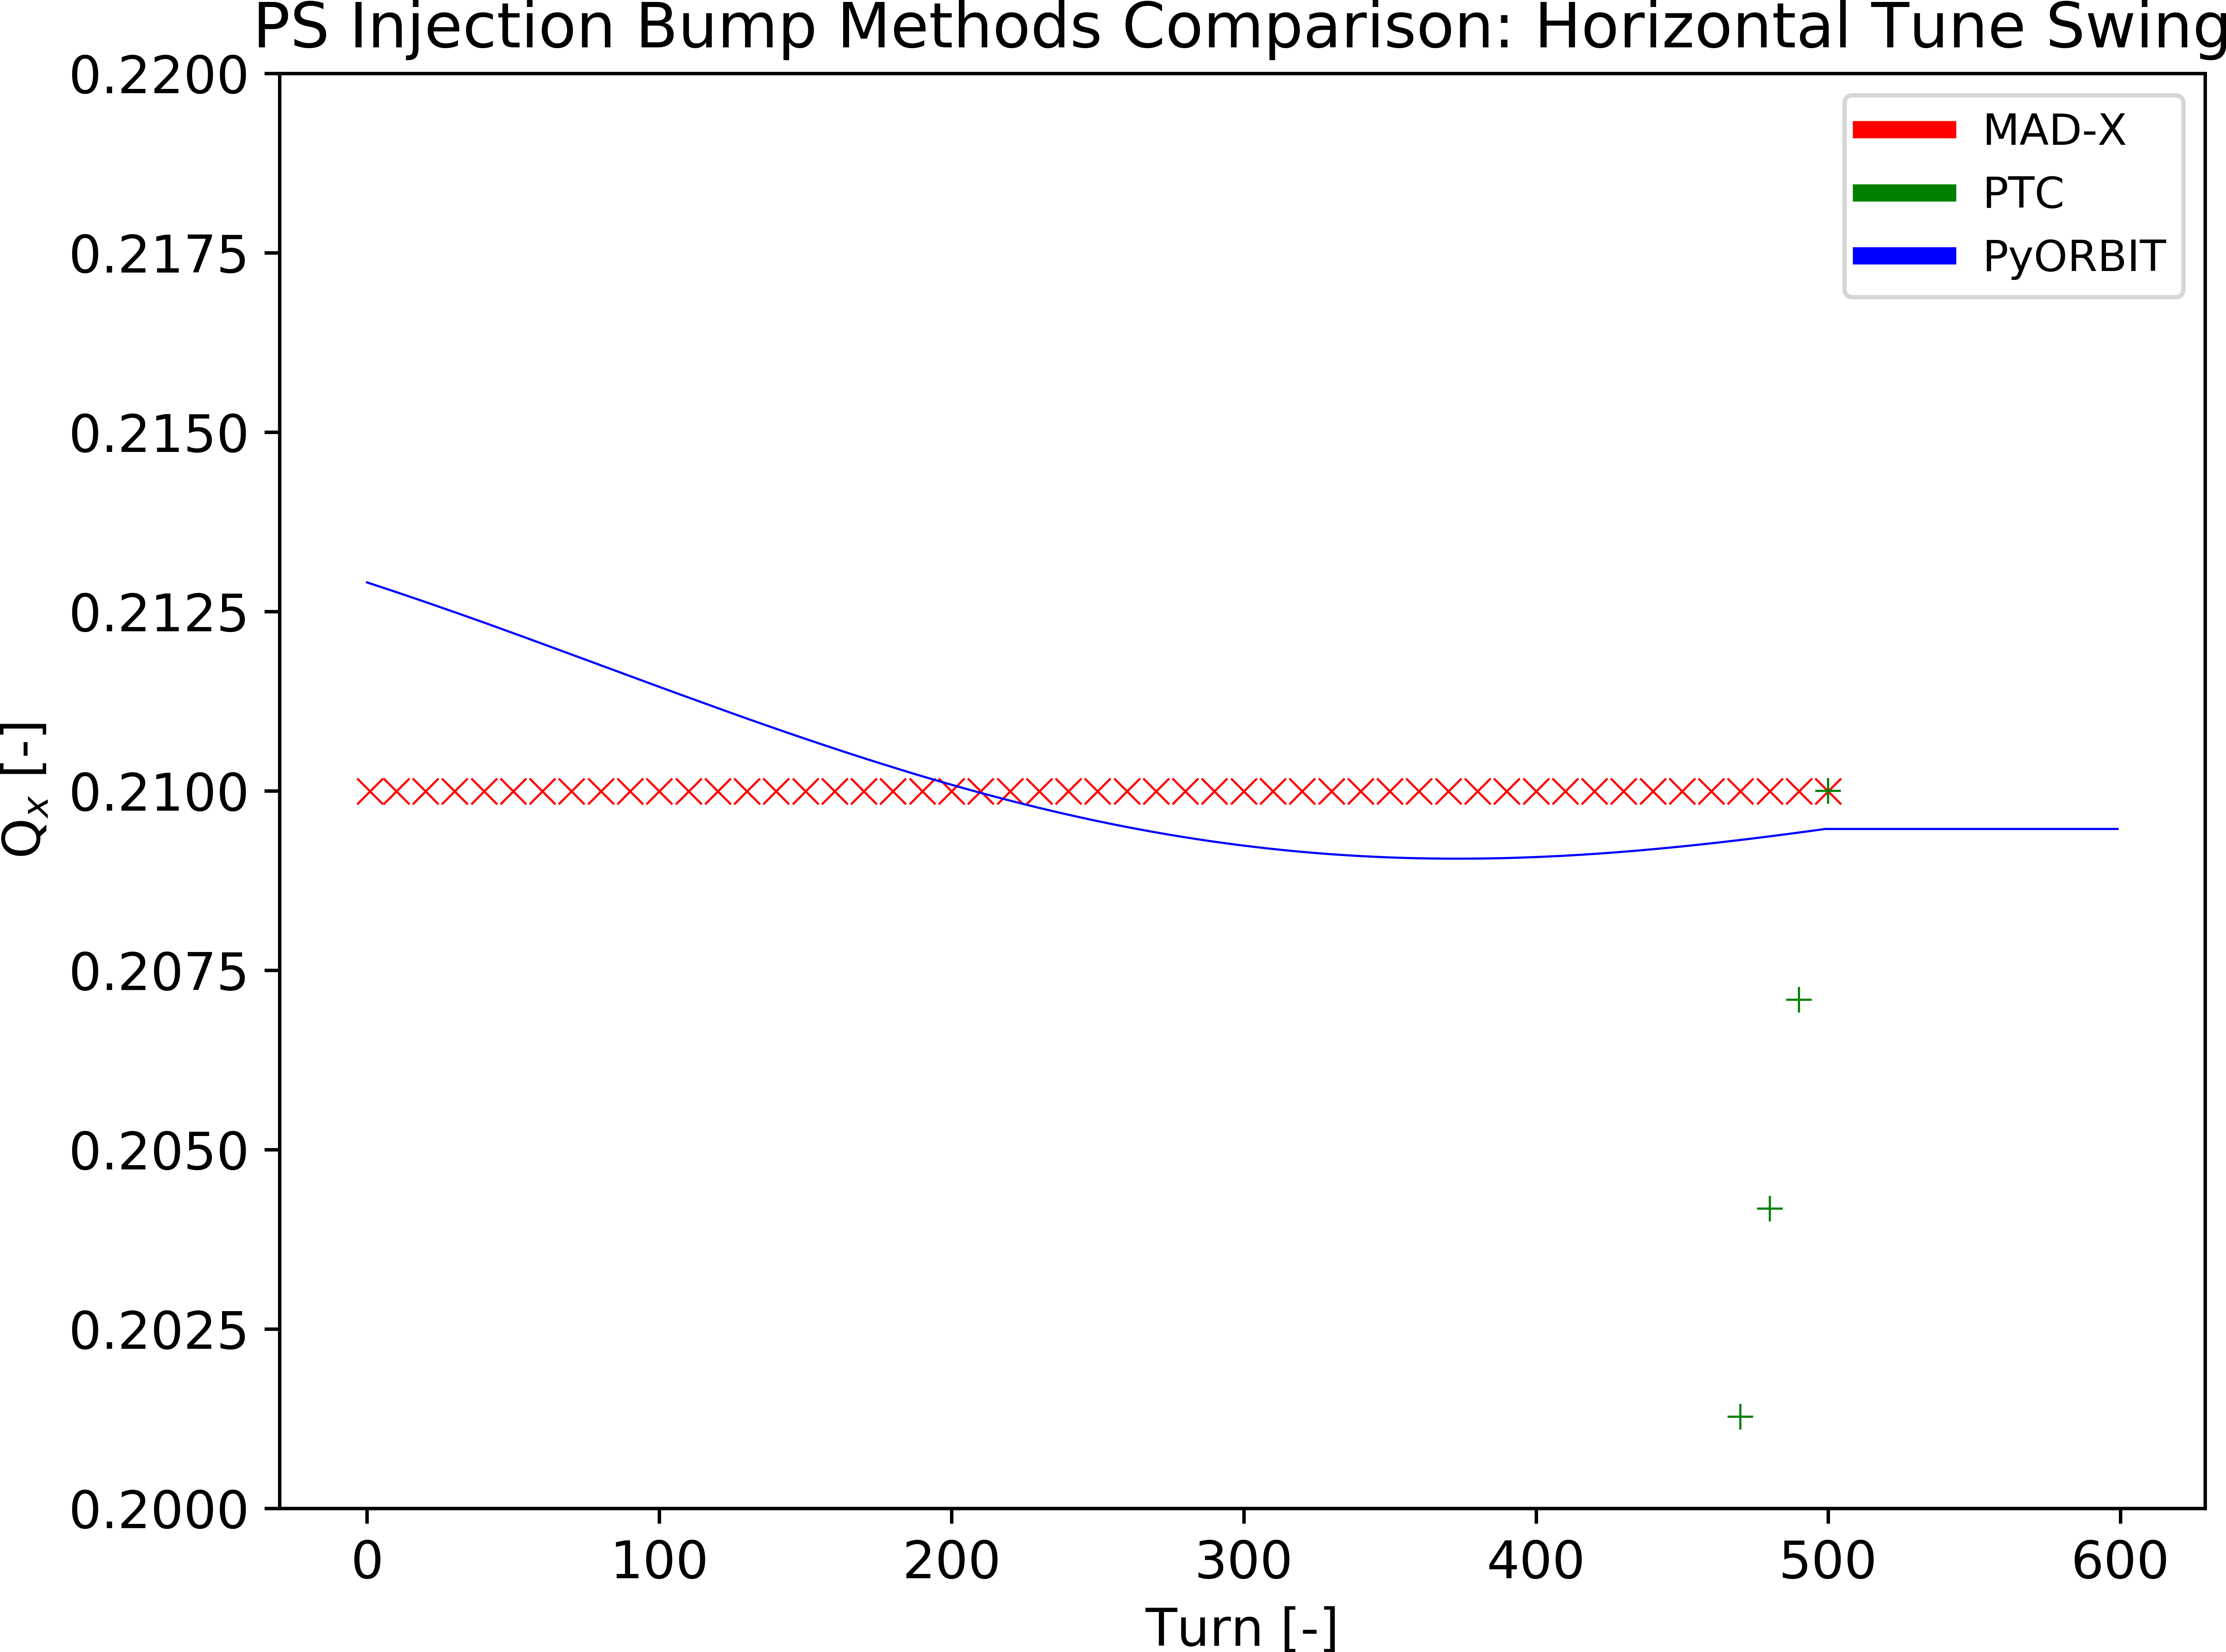 PS Injection Bump Methods Comparison: Horizontal Tune Swing
MAD-X
PTC
PyORBIT
0.2200
0.2175
0.2150
0.2125
0.2100
0.2075
0.2050
0.2025
0.2000
Qx [-]
0 100 200 300 400 500 600
Turn [-]